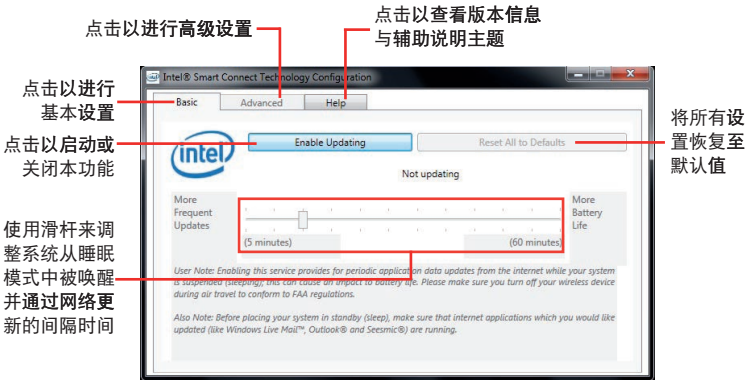 点击以进行高级设置
点击以查看版本信息
与辅助说明主题
点击以进行
基本设置
点击以启动或
关闭本功能
使用滑杆来调
整系统从睡眠
模式中被唤醒
并通过网络更
新的间隔时间
将所有设
置恢复至
默认值
Intel® Smart Connect Technology Configuration
Basic
Advanced
Help
intel
Enable Updating
Reset All to Defaults
Not updating
More
Frequent
Updates
More
Battery
Life
(5 minutes)
(60 minutes)
User Note: Enabling this service provides for periodic application data updates from the internet while your system
is suspended (sleeping); this can cause an impact to battery life. Please make sure you turn off your wireless device
during air travel to conform to FAA regulations.
Also Note: Before placing your system in standby (sleep), make sure that internet applications which you would like
updated (like Windows Live Mail™, Outlook® and Seesmic®) are running.